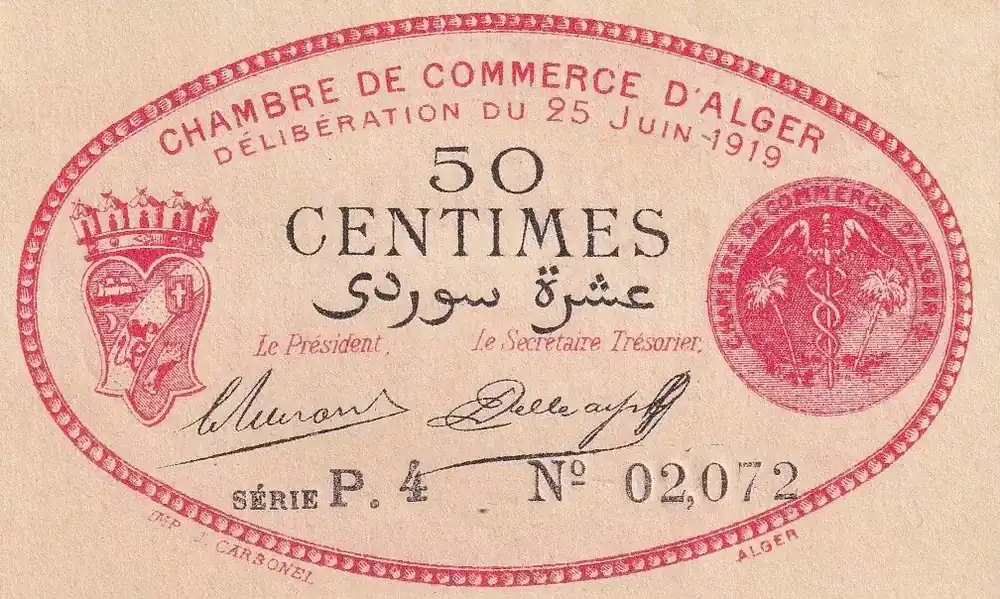 CHAMBRE DE COMMERCE D'ALGER
DÉLIBÉRATION DU 25 JUIN-1919
50
CENTIMES
عشرة سوردى
CHAMBRE DE COMMERCE D'ALGER
Le Président,
Le Secrétaire Trésorier,
SÉRIE P. 4 Nº 02,072
IMP. J. CARBONEL
ALGER